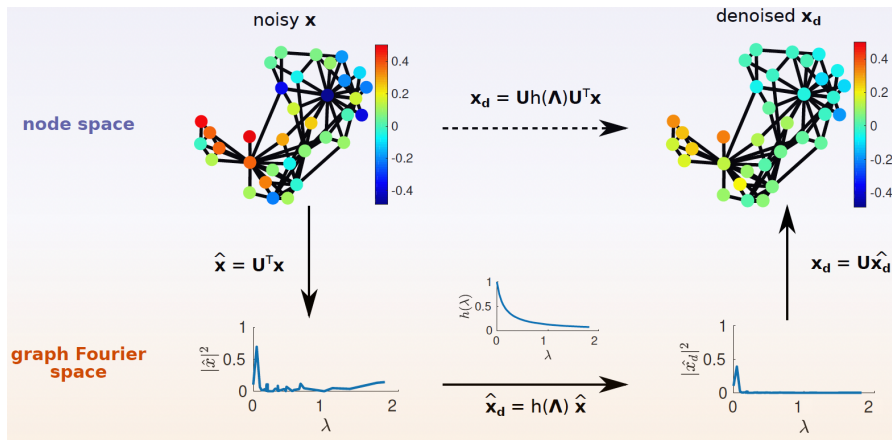 noisy x
denoised x_d
0.4
0.2
0
-0.2
-0.4
0.4
0.2
0
-0.2
-0.4
node space
x_d = Uh(Λ)U^T x
x̂ = U^T x
x_d = Ux̂_d
h(λ)
1
0.5
0
0
1
2
λ
graph Fourier
space
|x̂|²
1
0.5
0
0
1
2
λ
x̂_d = h(Λ) x̂
|x̂_d|²
1
0.5
0
0
1
2
λ